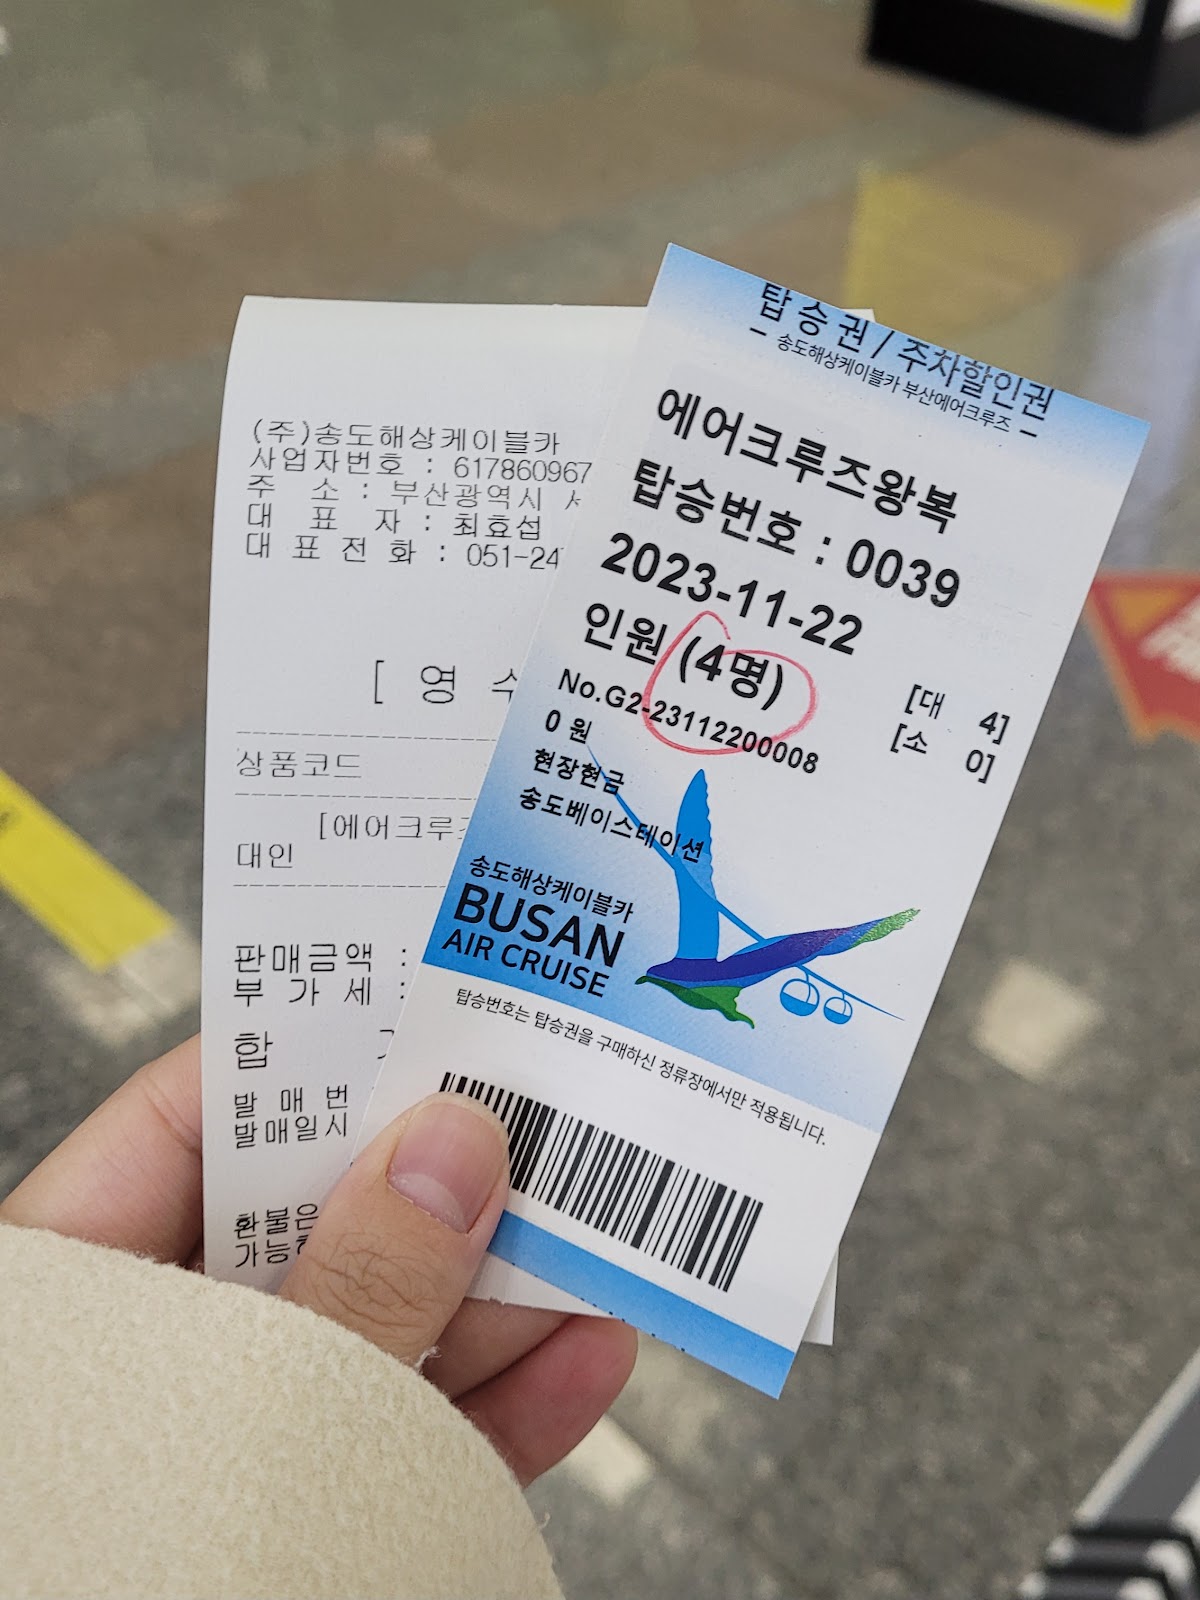 (주)송도해상케이블카
사업자번호 : 617860967
주 소 : 부산광역시
대 표 자 : 최효섭
대 표 전 화 : 051-24
[ 영
상품코드
[에어크루
대인
판매금액 :
부 가 세 :
합
발 매 번
발매일시
환불은
탑승권 / 주차할인권
- 송도해상케이블카 부산에어크루즈 -
에어크루즈왕복
탑승번호 : 0039
2023-11-22
인원 (4명)
[대 4]
[소 0]
No.G2-23112200008
0 원
현장현금
송도베이스테이션
송도해상케이블카
BUSAN
AIR CRUISE
탑승번호는 탑승권을 구매하신 정류장에서만 적용됩니다.